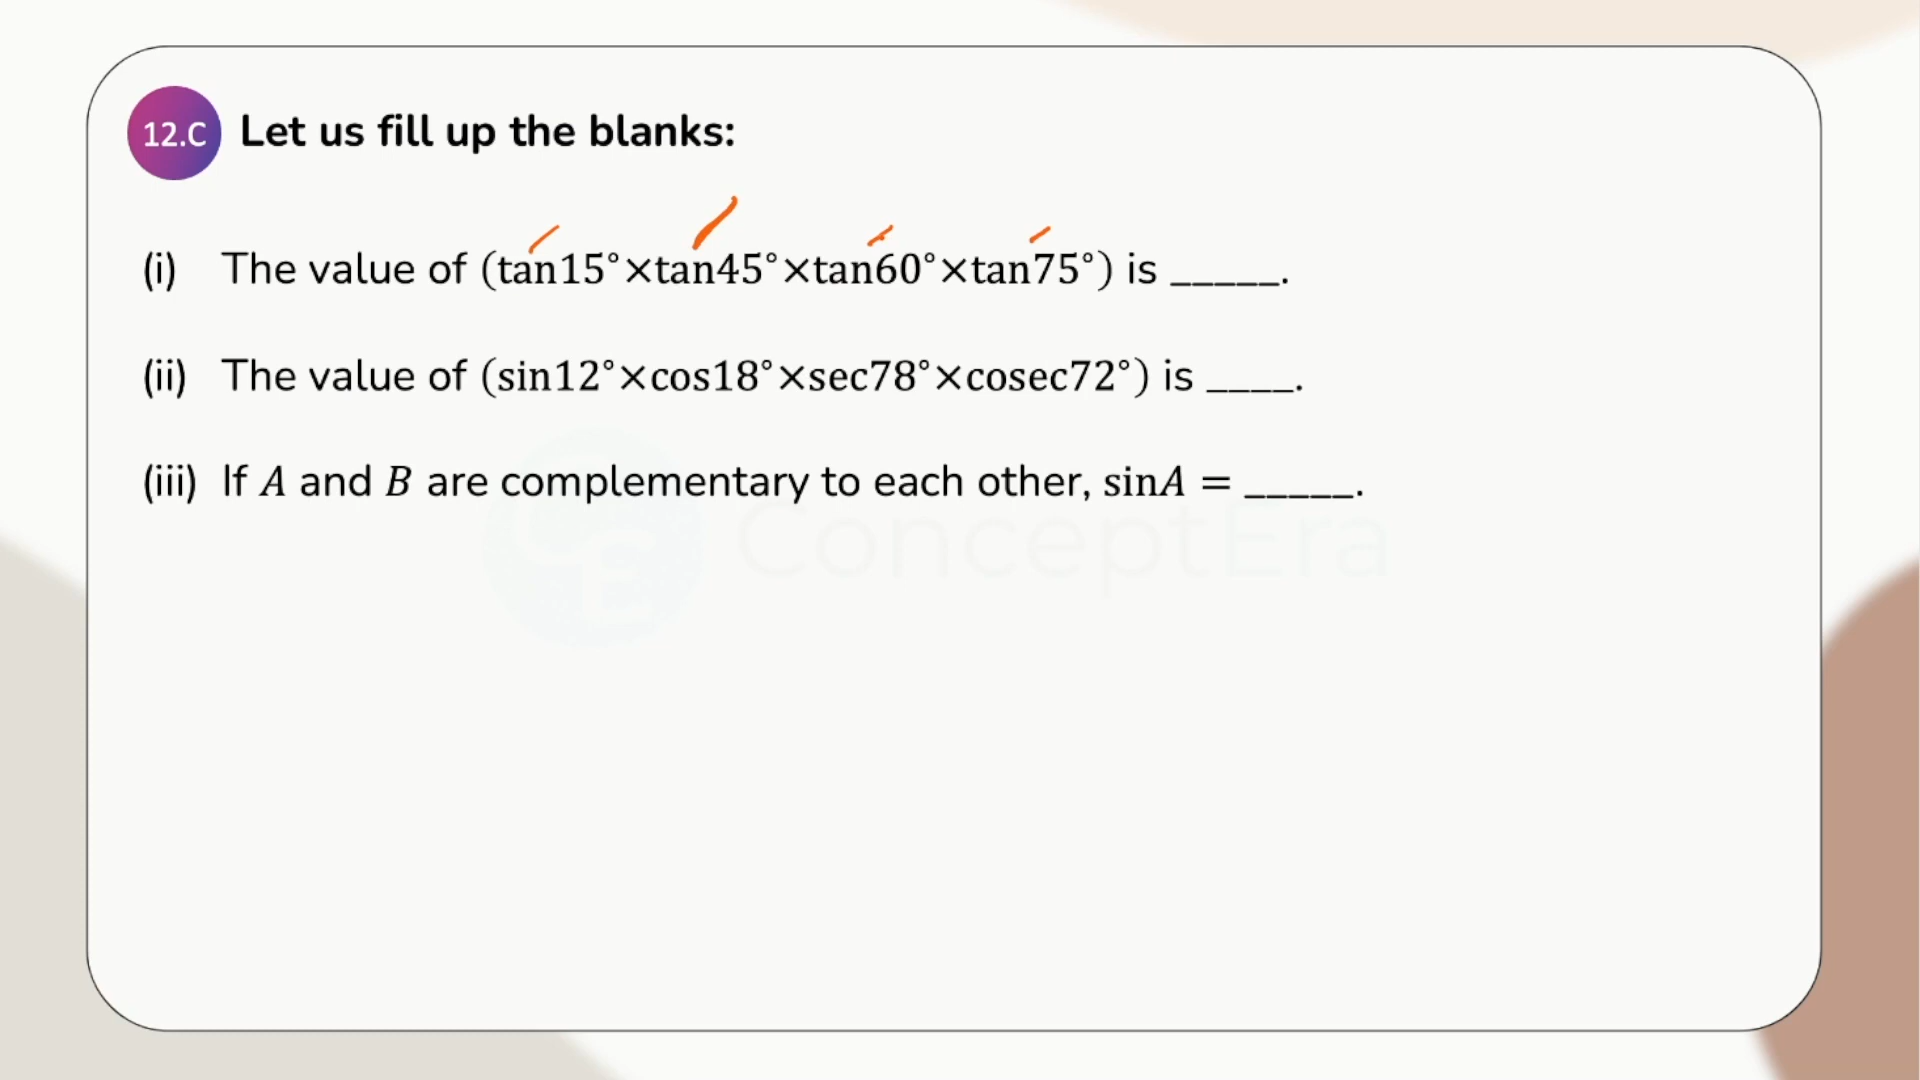 12.C Let us fill up the blanks:
(i) The value of (tan15°×tan45°×tan60°×tan75°) is _____.
(ii) The value of (sin12°×cos18°×sec78°×cosec72°) is ____.
(iii) If A and B are complementary to each other, sinA = _____.
ConceptEra